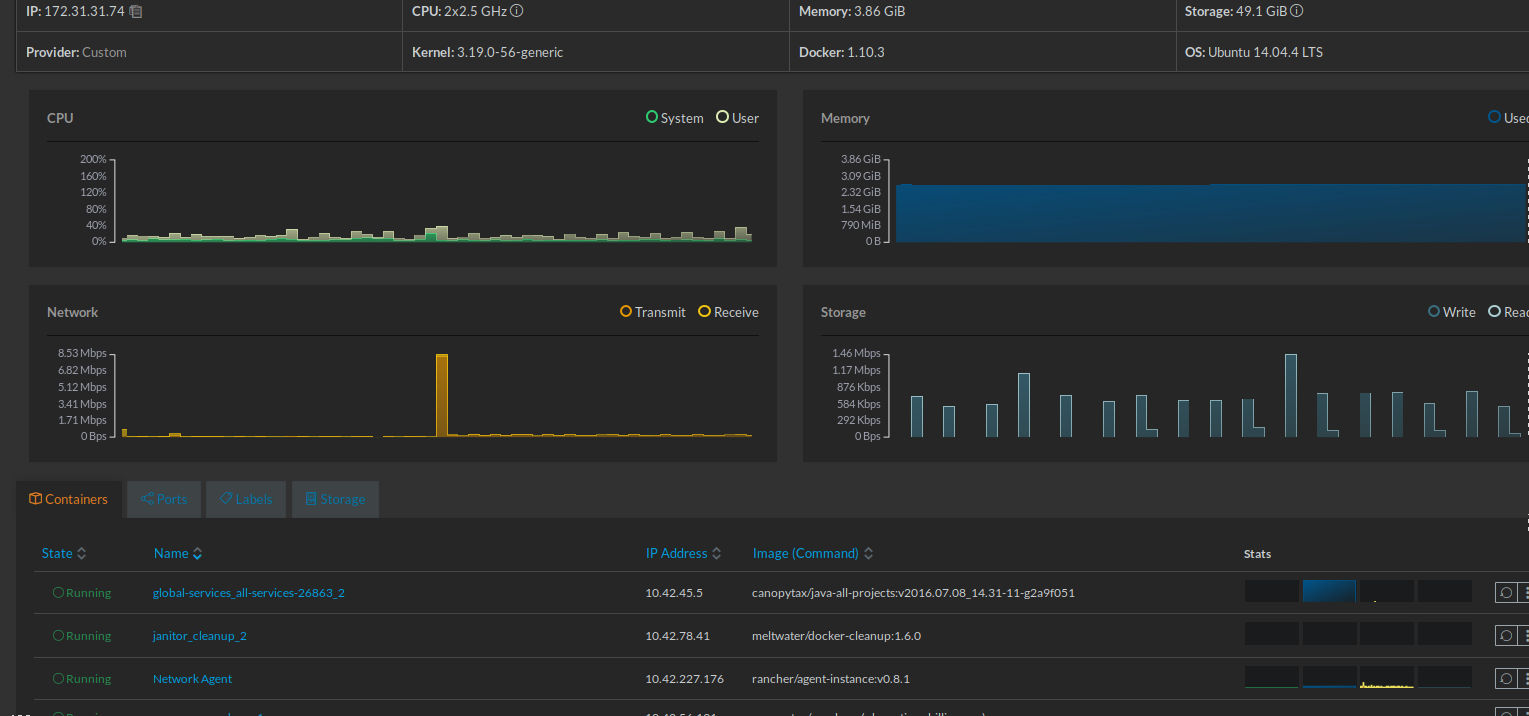 IP: 172.31.31.74 CPU: 2x2.5 GHz Memory: 3.86 GiB Storage: 49.1 GiB
Provider: Custom Kernel: 3.19.0-56-generic Docker: 1.10.3 OS: Ubuntu 14.04.4 LTS
CPU System User
200%
160%
120%
80%
40%
0%
Memory Used
3.86 GiB
3.09 GiB
2.32 GiB
1.54 GiB
790 MiB
0 B
Network Transmit Receive
8.53 Mbps
6.82 Mbps
5.12 Mbps
3.41 Mbps
1.71 Mbps
0 Bps
Storage Write Read
1.46 Mbps
1.17 Mbps
876 Kbps
584 Kbps
292 Kbps
0 Bps
Containers Ports Labels Storage
State Name IP Address Image (Command) Stats
Running global-services_all-services-26863_2 10.42.45.5 canopytax/java-all-projects:v2016.07.08_14.31-11-g2a9f051
Running janitor_cleanup_2 10.42.78.41 meltwater/docker-cleanup:1.6.0
Running Network Agent 10.42.227.176 rancher/agent-instance:v0.8.1